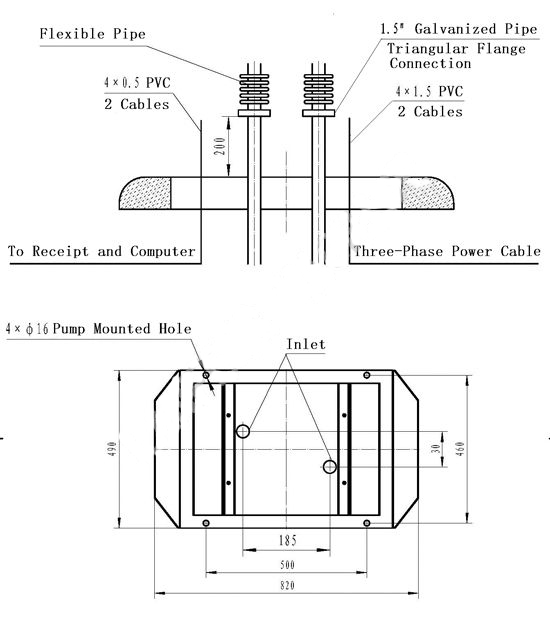 Flexible Pipe
1.5" Galvanized Pipe
Triangular Flange
Connection
4×0.5 PVC
2 Cables
4×1.5 PVC
2 Cables
200
To Receipt and Computer
Three-Phase Power Cable
4×ϕ16 Pump Mounted Hole
Inlet
490
30
460
185
500
820